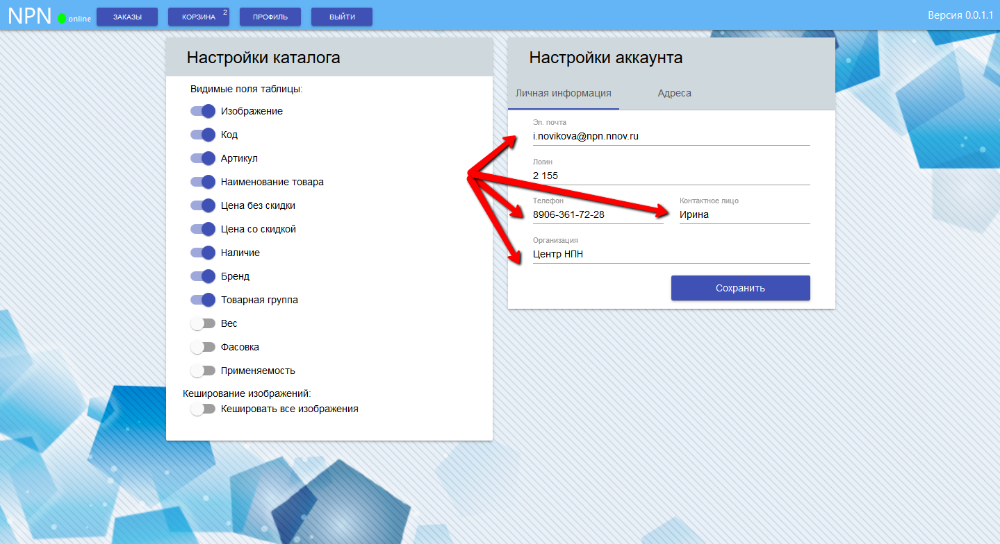 NPN online ЗАКАЗЫ КОРЗИНА 2 ПРОФИЛЬ ВЫЙТИ Версия 0.0.1.1
Настройки каталога
Видимые поля таблицы:
Изображение
Код
Артикул
Наименование товара
Цена без скидки
Цена со скидкой
Наличие
Бренд
Товарная группа
Вес
Фасовка
Применяемость
Кеширование изображений:
Кешировать все изображения
Настройки аккаунта
Личная информация Адреса
Эл. почта
i.novikova@npn.nnov.ru
Логин
2 155
Телефон Контактное лицо
8906-361-72-28 Ирина
Организация
Центр НПН
Сохранить